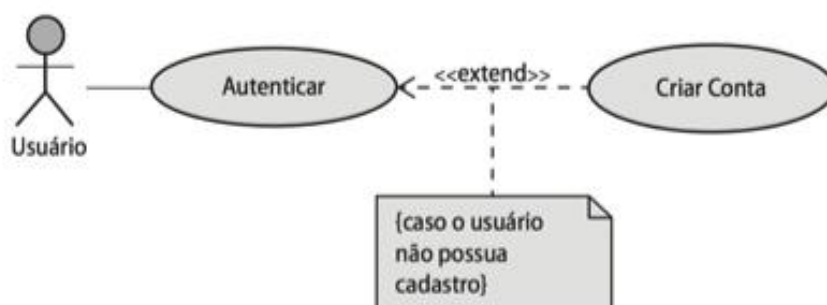 Autenticar
<<extend>>
Criar Conta
Usuário
{caso o usuário
não possua
cadastro}